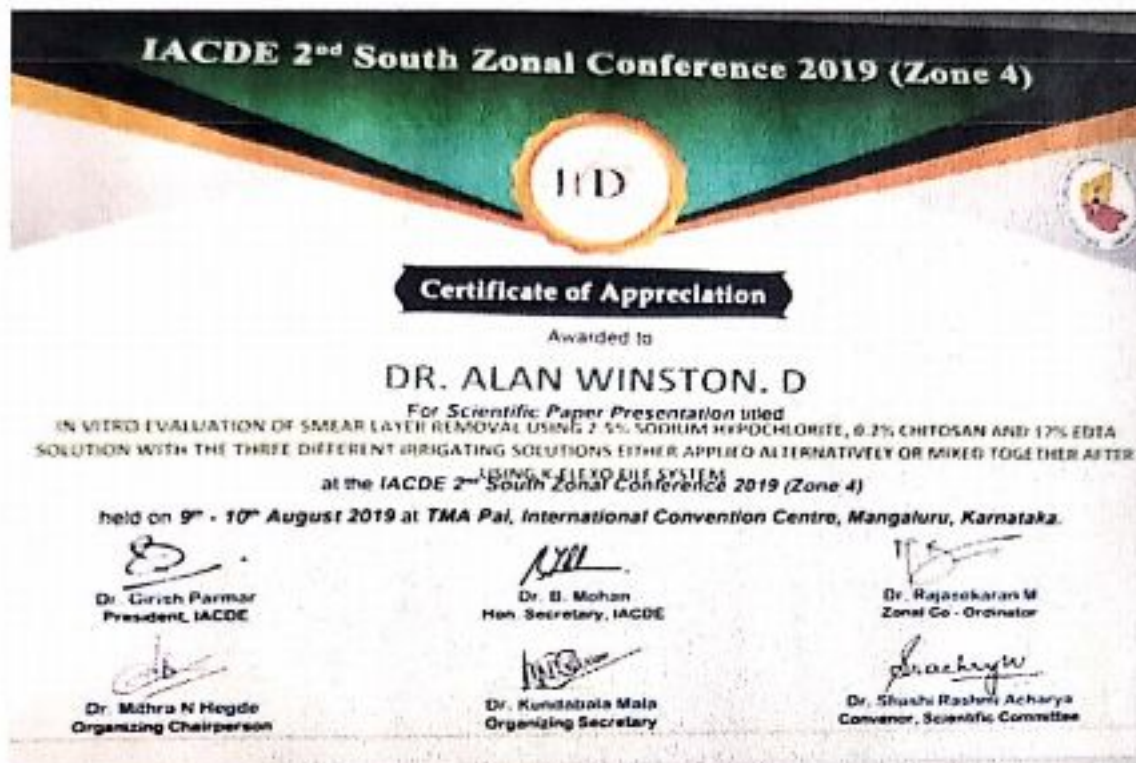 IACDE 2nd South Zonal Conference 2019 (Zone 4)
Certificate of Appreciation
Awarded to
DR. ALAN WINSTON. D
For Scientific Paper Presentation titled
IN VITRO EVALUATION OF SMEAR LAYER REMOVAL USING 2.5% SODIUM HYPOCHLORITE, 0.2% CHITOSAN AND 17% EDTA
SOLUTION WITH THE THREE DIFFERENT IRRIGATING SOLUTIONS EITHER APPLIED ALTERNATIVELY OR MIXED TOGETHER AFTER
USING K-FLEXO FILE SYSTEM
at the IACDE 2nd South Zonal Conference 2019 (Zone 4)
held on 9th - 10th August 2019 at TMA Pai, International Convention Centre, Mangaluru, Karnataka.
Dr. Girish Parmar
President, IACDE
Dr. B. Mohan
Hon. Secretary, IACDE
Dr. Rajasekaran M
Zonal Co - Ordinator
Dr. Mithra N Hegde
Organizing Chairperson
Dr. Kundabala Mala
Organizing Secretary
Dr. Shashi Rashmi Acharya
Convenor, Scientific Committee